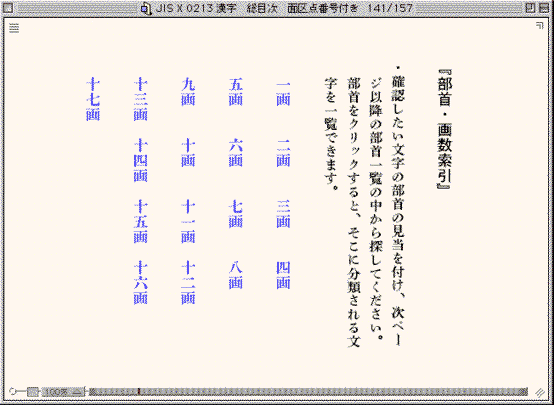 JIS X 0213漢字　総目次　面区点番号付き　141/157
『部首・画数索引』
・確認したい文字の部首の見当を付け、次ペー
ジ以降の部首一覧の中から探してください。
部首をクリックすると、そこに分類される文
字を一覧できます。
一画　二画　三画　四画
五画　六画　七画　八画
九画　十画　十一画　十二画
十三画　十四画　十五画　十六画
十七画
100%